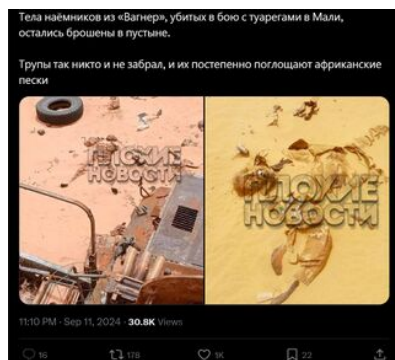 Тела наёмников из «Вагнер», убитых в бою с туарегами в Мали,
остались брошены в пустыне.
Трупы так никто и не забрал, и их постепенно поглощают африканские
пески
ПЛОХИЕ
НОВОСТИ
ПЛОХИЕ
НОВОСТИ
11:10 PM · Sep 11, 2024 · 30.8K Views
16 178 1K 22